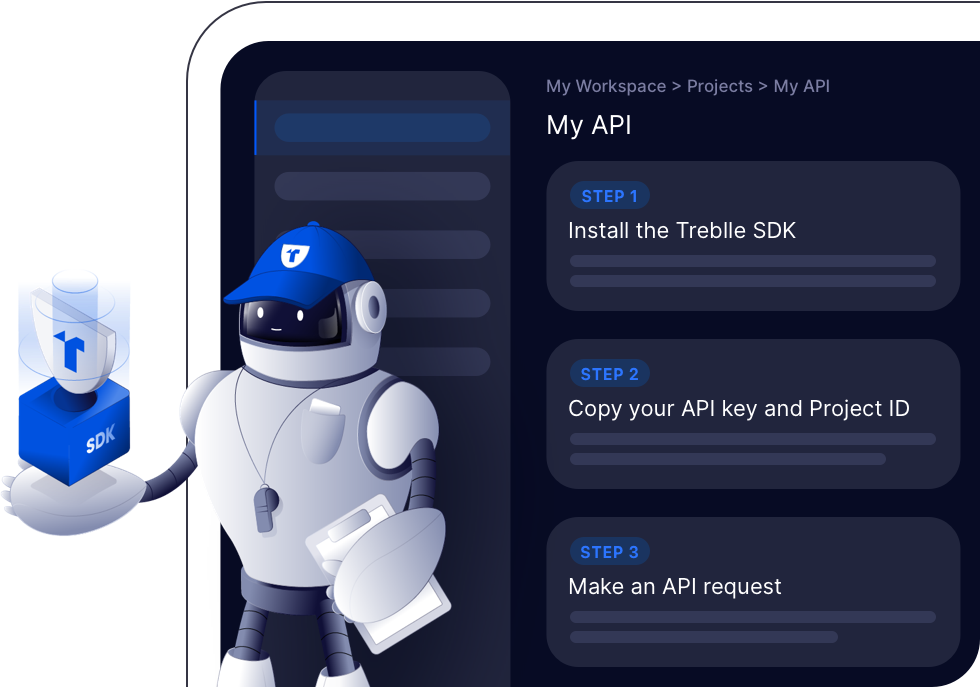 My Workspace > Projects > My API
My API
STEP 1
Install the Treblle SDK
STEP 2
Copy your API key and Project ID
STEP 3
Make an API request
SDK